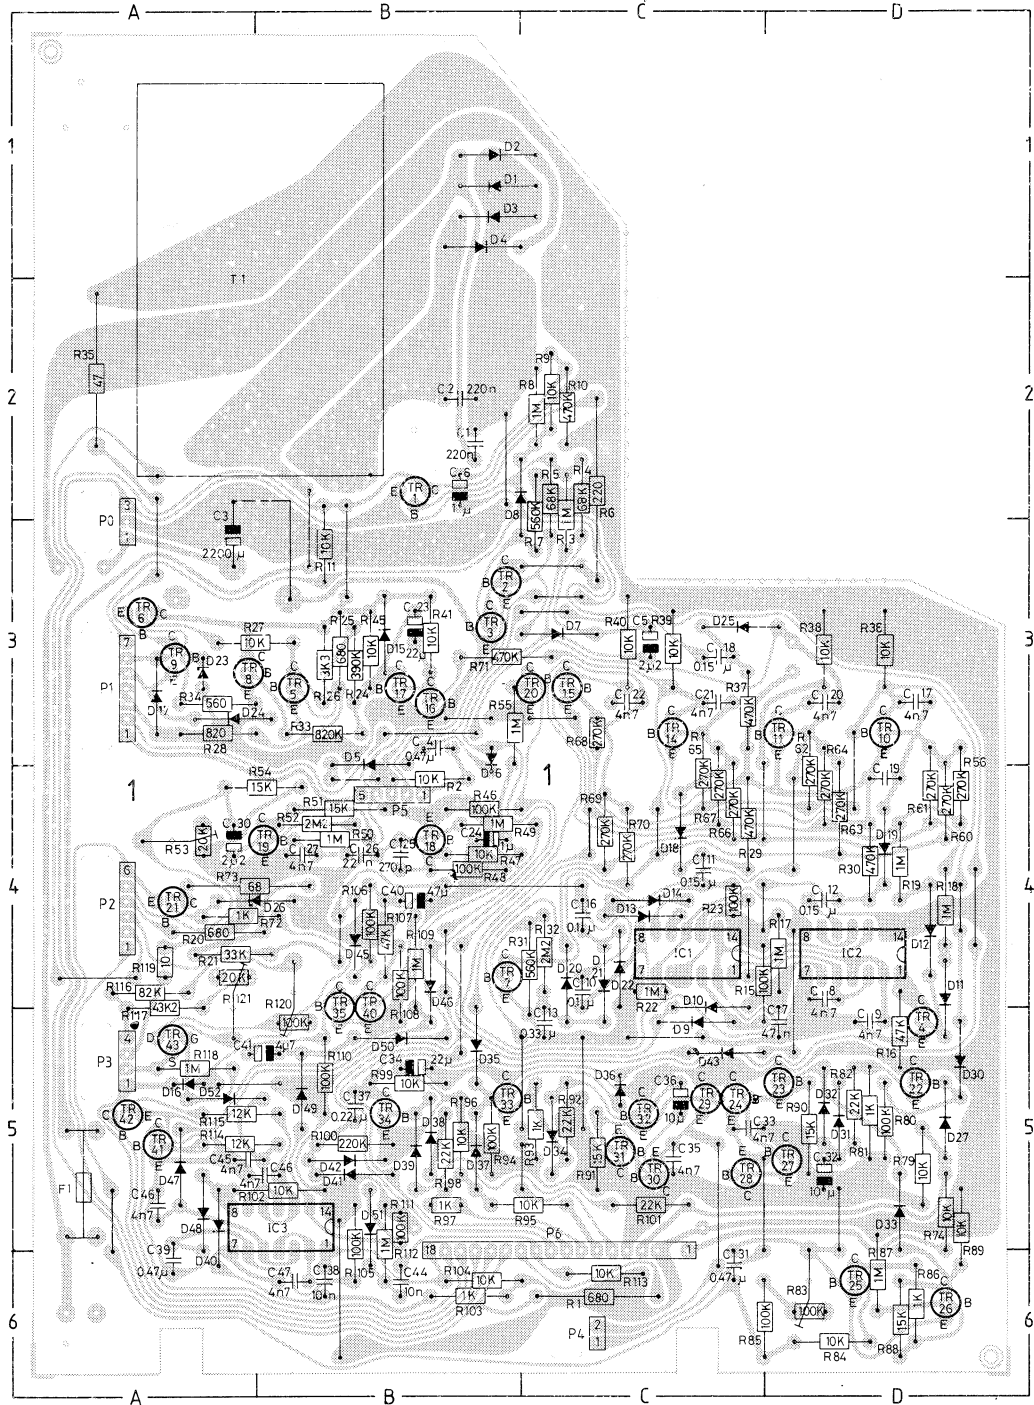 A B C D
1 1
D2
D1
D3
D4
T1
R35
47
2 2
C2 220n
C1
220n
R9
R8 10K R10
1M 470K
R5 R4
68K 68K 220
560K 1M
D8 R7 R3 R6
E TR 1 C
P0
3
C3
2200µ
10K
R11
B TR 2 C E
E TR 6 C B
C TR 3 B E
3 3
R27
10K
R25 R45 C23 R41
D15 22µ 10K
3K3 680 390K 10K
R26 R24
R71
470K
D7
R40 C5 R39
10K 2µ2 10K
D25
0.15µ 18
R38
10K
R36
10K
7
P1
1
TR 9
D23
TR 8
TR 5
TR 17
TR 16
TR 20
TR 15
R34
560
D24
820
R28
R33
820K
R55
1M
C22
4n7
C21
4n7
R37
470K
C20
4n7
C17
4n7
R68
270K
TR 14
TR 11
TR 10
D5
C4
0.47µ
10K
R2
R54
15K
1 1
R51
15K
5 1
P5
R46
100K
R52
2M2
1M
R50
1M
R49
C24
1µ
10K
R47
100K
R48
R69
270K
R70
270K
D18
270K
R67
270K
R66
470K
R29
R64
270K
270K
R63
C19
R56
270K
R61
270K
R60
20K
R53
C30
2µ2
TR 19
C27
4n7
C26
22n
C29
270p
TR 18
C11
0.15µ
470K
R30
D19
1M
R19
R18
1M
4 4
6
P2
1
TR 21
R73
68
D26
1K
R72
R20
680
R21
33K
20K
R121
R106
100K
D45
R107
47K
C40
47µ
R109
1M
100K
R108
D46
C16
0.1µ
D14
D13
R23
100K
R17
1M
C12
0.15µ
R31
560K
R32
2M2
D20
D21
C10
0.1µ
D22
8 14
IC1
7 1
8 14
IC2
7 1
D12
D11
R119
10
R116
82K
43K2
R117
R120
100K
TR 35
TR 40
TR 7
C13
0.33µ
1M
R22
R15
100K
D10
D9
C17
47n
C8
4n7
C9
4n7
47K
R16
TR 4
D30
P3
4
1
TR 43
G
S
R118
1M
C41
4µ7
R110
100K
D50
C34
22µ
D35
R99
10K
D43
D16
D52
D49
C37
0.22µ
TR 34
TR 33
D36
C36
10µ
TR 32
TR 29
TR 24
TR 23
R82
22K
D32
TR 22
5 5
TR 42
TR 41
R115
12K
R114
12K
C45
4n7
R100
220K
D42
D41
D39
D38
R96
10K
22K
R98
D37
100K
R94
1K
R93
R92
22K
D34
15K
R91
TR 31
TR 30
C35
4n7
C33
4n7
TR 28
TR 27
R90
15K
D31
R81
1K
100K
R80
R79
10K
D27
C32
10µ
F1
D47
C46
R102
10K
C46
4n7
D48
8 14
IC3
7 1
D40
D51
R111
100K
1K
R97
10K
R95
22K
R101
D33
R74
10K
10K
R89
P6
18 1
C39
0.47µ
C47
4n7
C38
10n
100K
R105
1M
R112
C44
10n
R104
10K
1K
R103
10K
R113
R1
680
C31
0.47µ
TR 25
R87
1M
R86
1K
TR 26
6 6
100K
R85
R83
100K
10K
R84
15K
R88
P4
2
1
A B C D